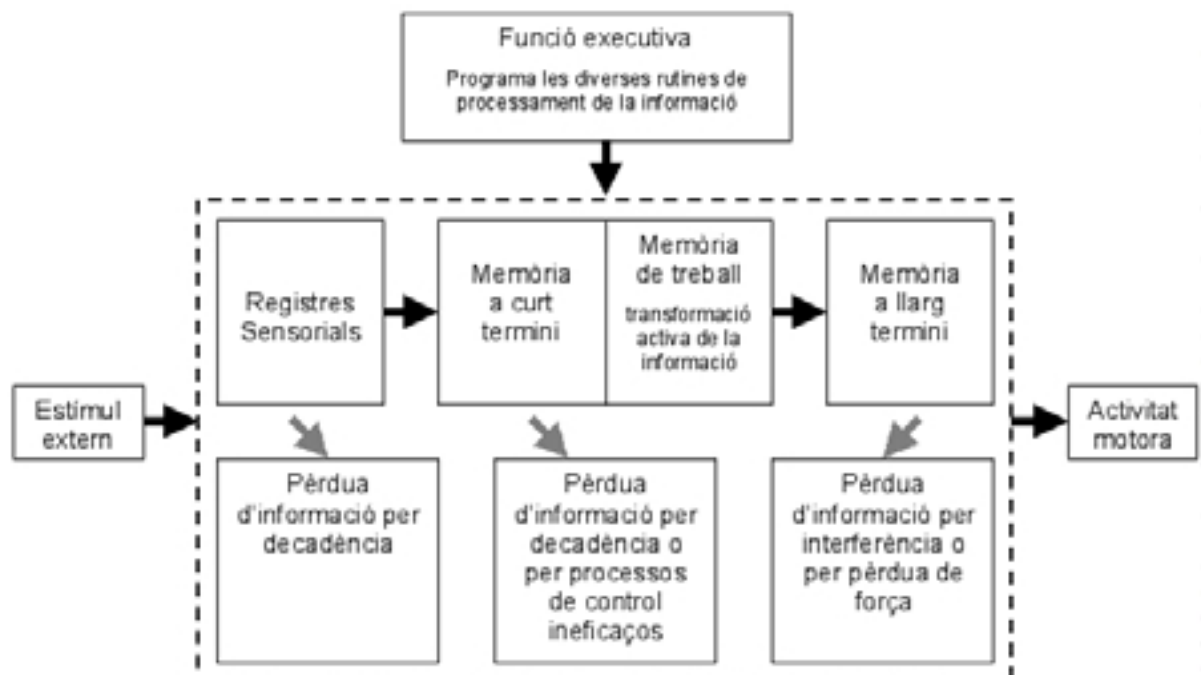 Funció executiva
Programa les diverses rutines de
processament de la informació
Registres
Sensorials
Memòria
a curt
termini
Memòria
de treball
transformació
activa de la
informació
Memòria
a llarg
termini
Estímul
extern
Activitat
motora
Pèrdua
d'informació per
decadència
Pèrdua
d'informació per
decadència o
per processos
de control
ineficaços
Pèrdua
d'informació per
interferència o
per pèrdua de
força